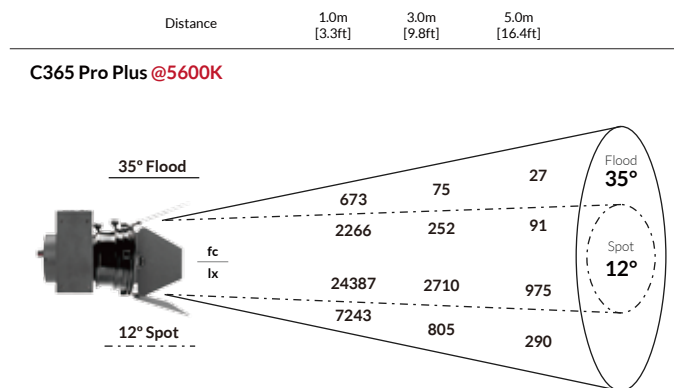 Distance 1.0m 3.0m 5.0m
[3.3ft] [9.8ft] [16.4ft]
C365 Pro Plus @5600K
35° Flood
Flood
35°
673 75 27
2266 252 91
Spot
12°
fc
lx
24387 2710 975
7243 805 290
12° Spot